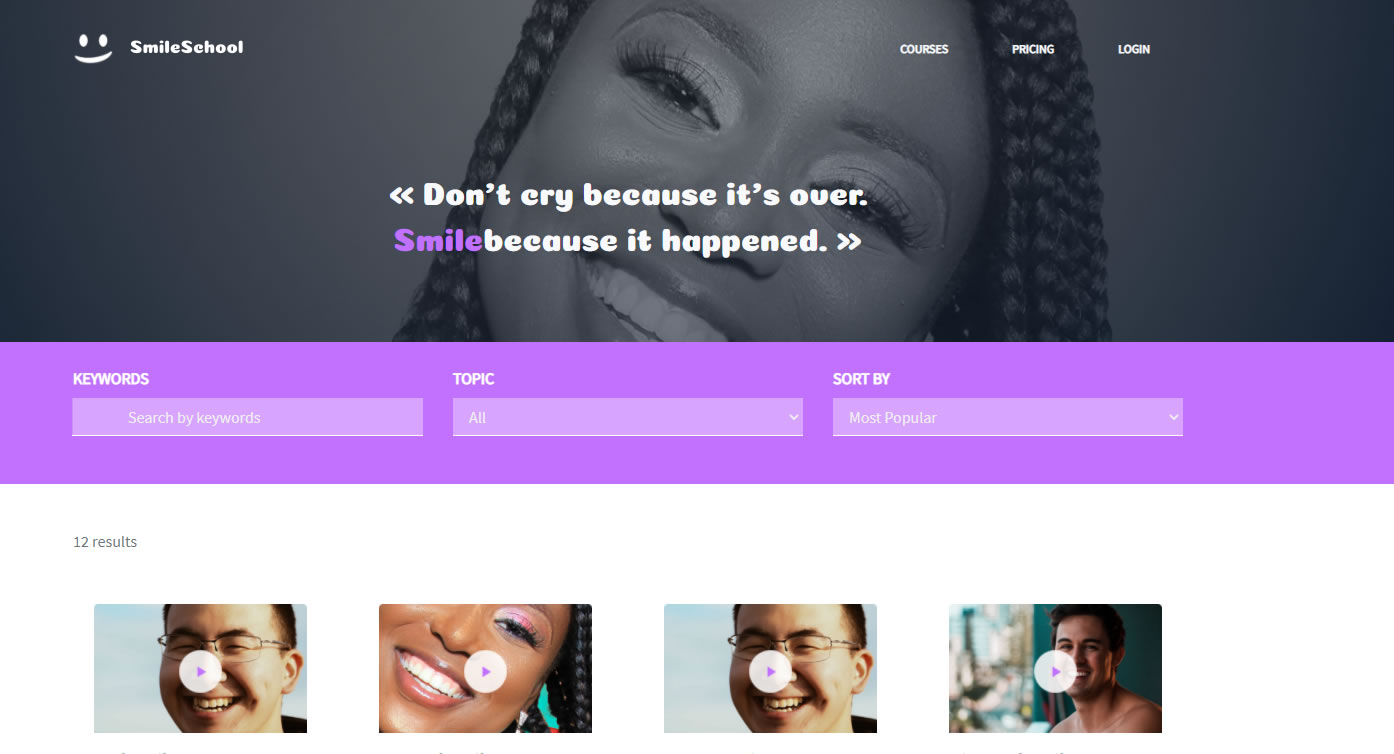 SmileSchool
COURSES
PRICING
LOGIN
« Don’t cry because it’s over.
Smilebecause it happened. »
KEYWORDS
TOPIC
SORT BY
Search by keywords
All
Most Popular
12 results